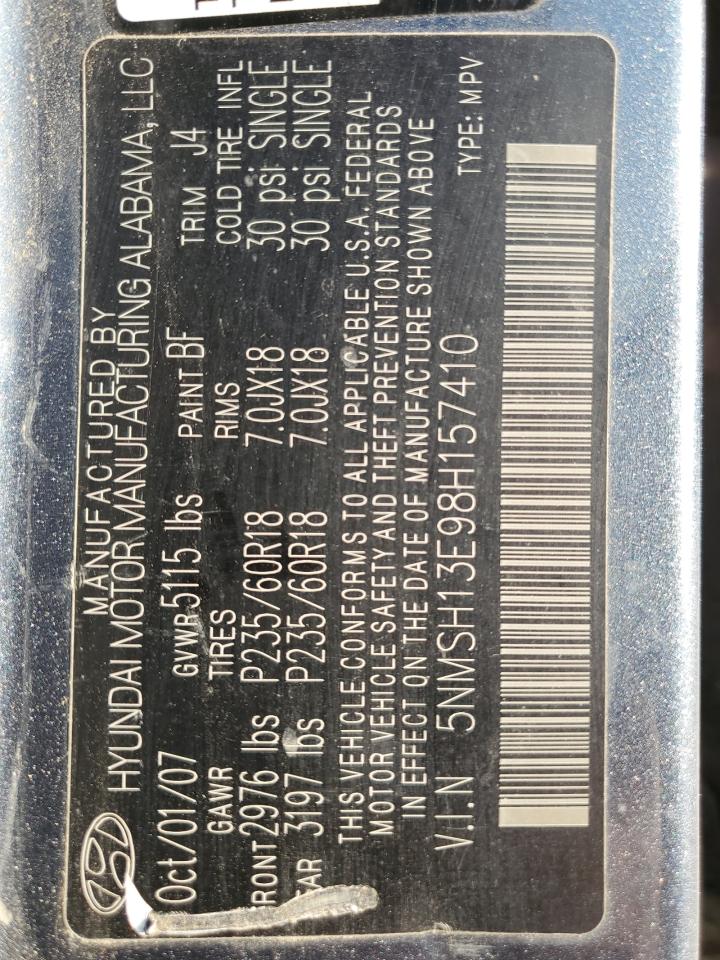 MANUFACTURED BY
HYUNDAI MOTOR MANUFACTURING ALABAMA, LLC
Oct/01/07 GVWR 5115 lbs PAINT BF TRIM J4
GAWR TIRES RIMS COLD TIRE INFL
FRONT 2976 lbs P235/60R18 7.0JX18 30 psi SINGLE
3197 lbs P235/60R18 7.0JX18 30 psi SINGLE
THIS VEHICLE CONFORMS TO ALL APPLICABLE U.S.A. FEDERAL
MOTOR VEHICLE SAFETY AND THEFT PREVENTION STANDARDS
IN EFFECT ON THE DATE OF MANUFACTURE SHOWN ABOVE
V.I.N 5NMSH13E98H157410 TYPE: MPV